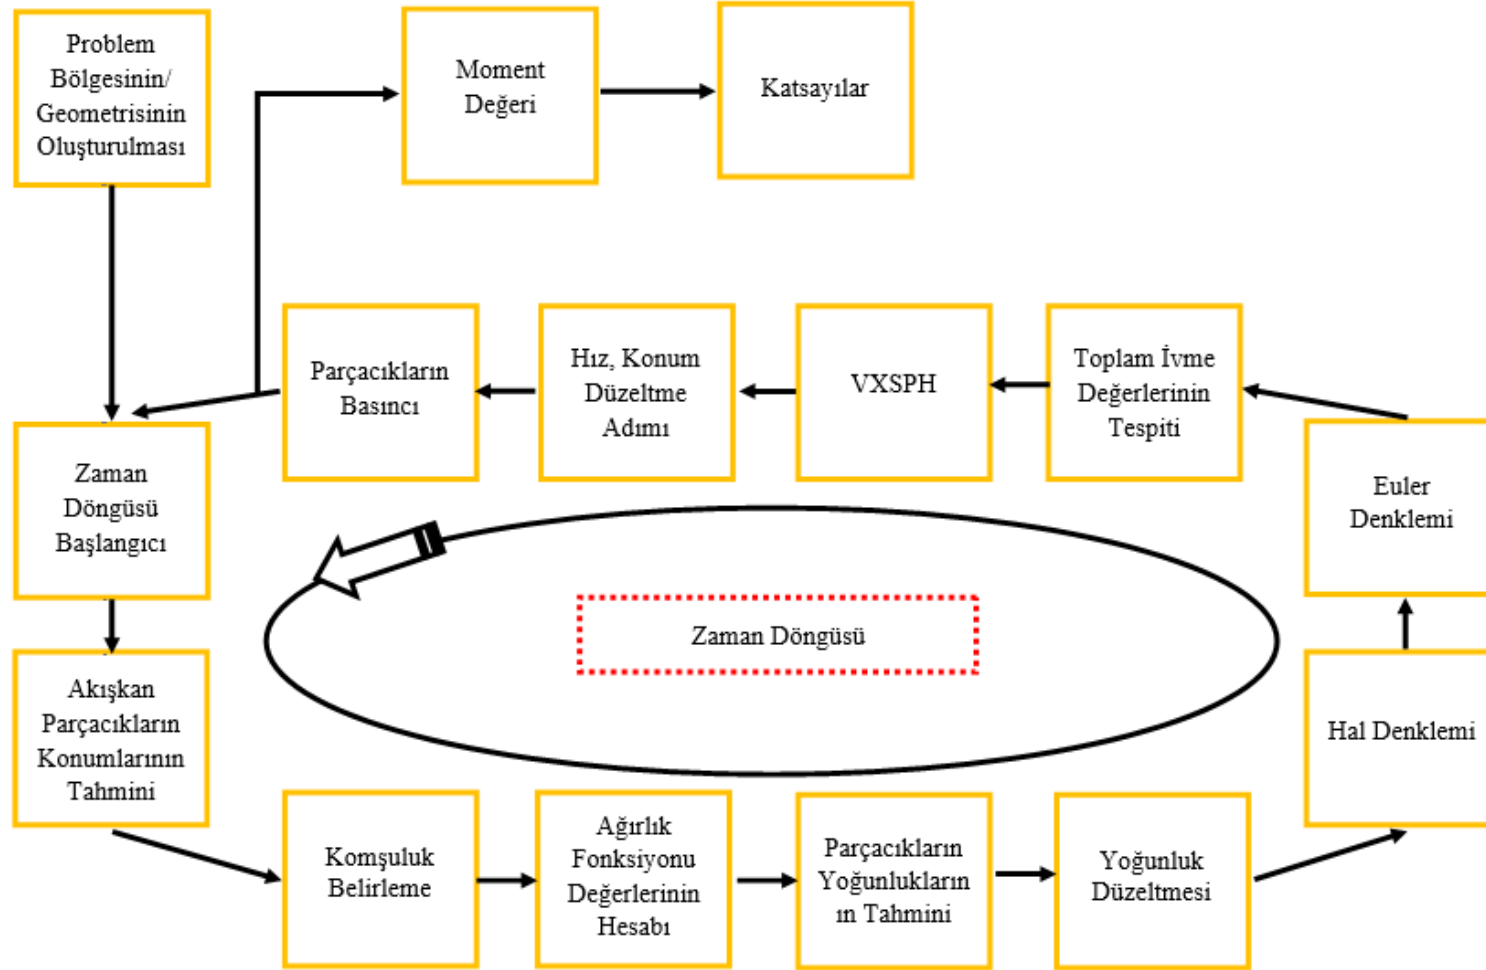 Problem
Bölgesinin/
Geometrisinin
Oluşturulması
Moment
Değeri
Katsayılar
Parçacıkların
Basıncı
Hız, Konum
Düzeltme
Adımı
VXSPH
Toplam İvme
Değerlerinin
Tespiti
Euler
Denklemi
Zaman
Döngüsü
Başlangıcı
Zaman Döngüsü
Akışkan
Parçacıkların
Konumlarının
Tahmini
Hal Denklemi
Komşuluk
Belirleme
Ağırlık
Fonksiyonu
Değerlerinin
Hesabı
Parçacıkların
Yoğunlukların
ın Tahmini
Yoğunluk
Düzeltmesi